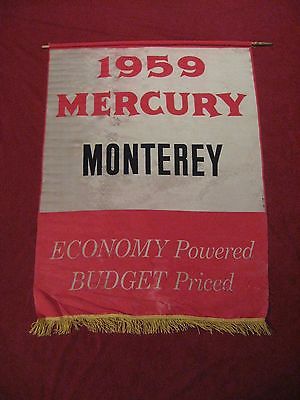 1959
MERCURY
MONTEREY
ECONOMY Powered
BUDGET Priced